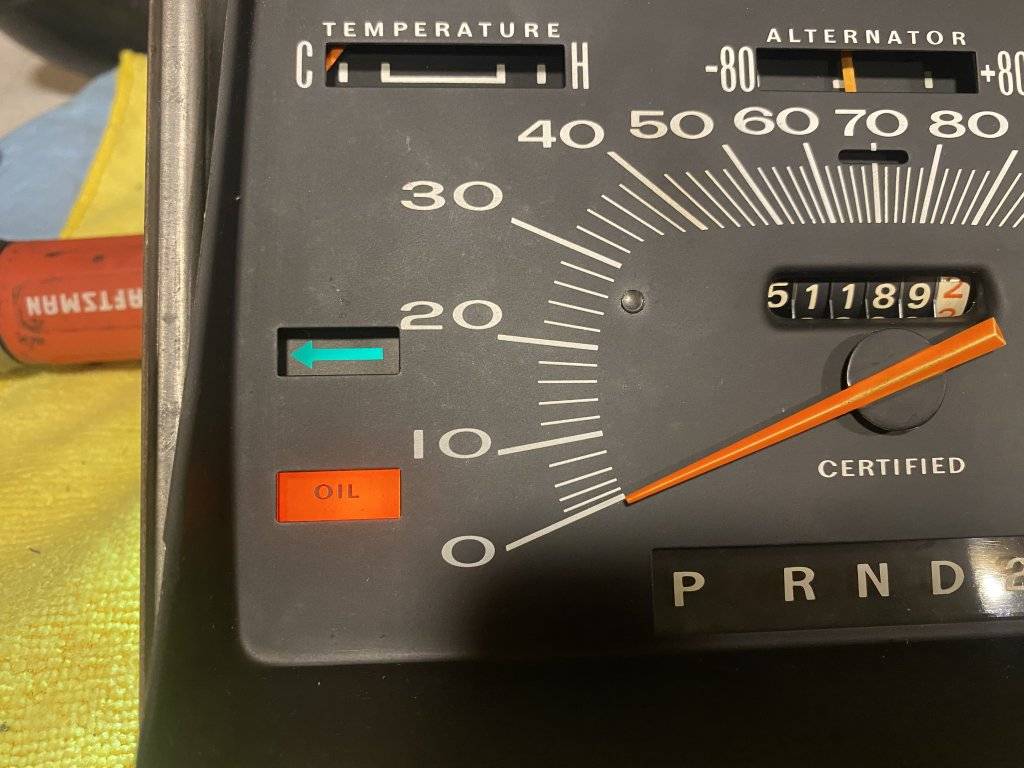 TEMPERATURE
C H
ALTERNATOR
-80 +80
40 50 60 70 80
30
20
10
0
511892
CERTIFIED
OIL
P R N D 2
CRAFTSMAN